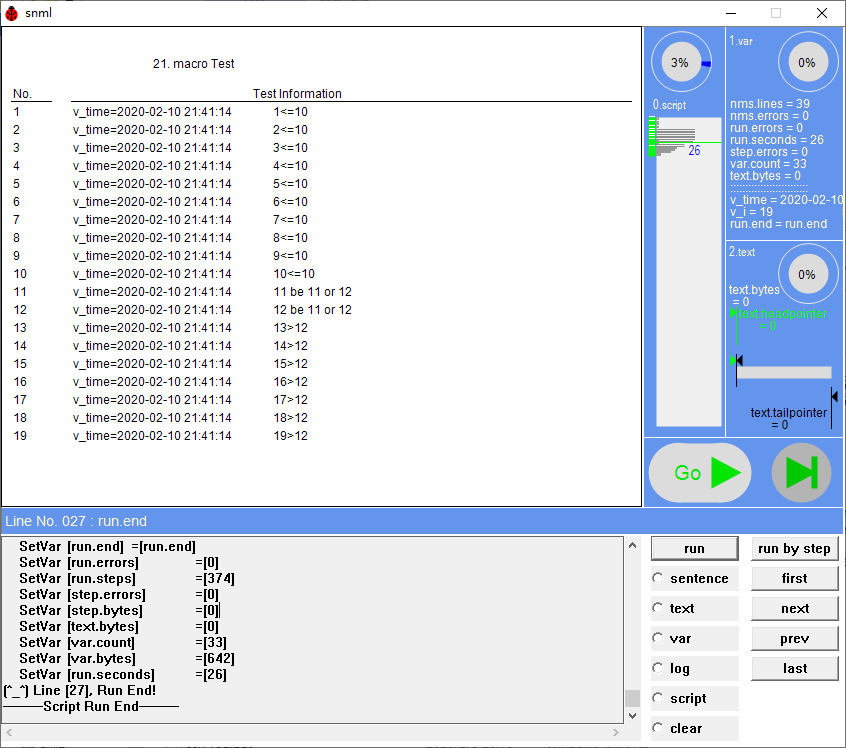 snml
21. macro Test
No. Test Information
1 v_time=2020-02-10 21:41:14 1<=10
2 v_time=2020-02-10 21:41:14 2<=10
3 v_time=2020-02-10 21:41:14 3<=10
4 v_time=2020-02-10 21:41:14 4<=10
5 v_time=2020-02-10 21:41:14 5<=10
6 v_time=2020-02-10 21:41:14 6<=10
7 v_time=2020-02-10 21:41:14 7<=10
8 v_time=2020-02-10 21:41:14 8<=10
9 v_time=2020-02-10 21:41:14 9<=10
10 v_time=2020-02-10 21:41:14 10<=10
11 v_time=2020-02-10 21:41:14 11 be 11 or 12
12 v_time=2020-02-10 21:41:14 12 be 11 or 12
13 v_time=2020-02-10 21:41:14 13>12
14 v_time=2020-02-10 21:41:14 14>12
15 v_time=2020-02-10 21:41:14 15>12
16 v_time=2020-02-10 21:41:14 16>12
17 v_time=2020-02-10 21:41:14 17>12
18 v_time=2020-02-10 21:41:14 18>12
19 v_time=2020-02-10 21:41:14 19>12
3%
0.script
26
1.var
0%
nms.lines = 39
nms.errors = 0
run.errors = 0
run.seconds = 26
step.errors = 0
var.count = 33
text.bytes = 0
::::::::::::::::::::::::::
v_time = 2020-02-10
v_i = 19
run.end = run.end
2.text
0%
text.bytes
= 0
text.headpointer
= 0
text.tailpointer
= 0
Go
Line No. 027 : run.end
SetVar [run.end] =[run.end]
SetVar [run.errors] =[0]
SetVar [run.steps] =[374]
SetVar [step.errors] =[0]
SetVar [step.bytes] =[0]
SetVar [text.bytes] =[0]
SetVar [var.count] =[33]
SetVar [var.bytes] =[642]
SetVar [run.seconds] =[26]
(^_^) Line [27], Run End!
———Script Run End———
run
run by step
sentence
first
text
next
var
prev
log
last
script
clear